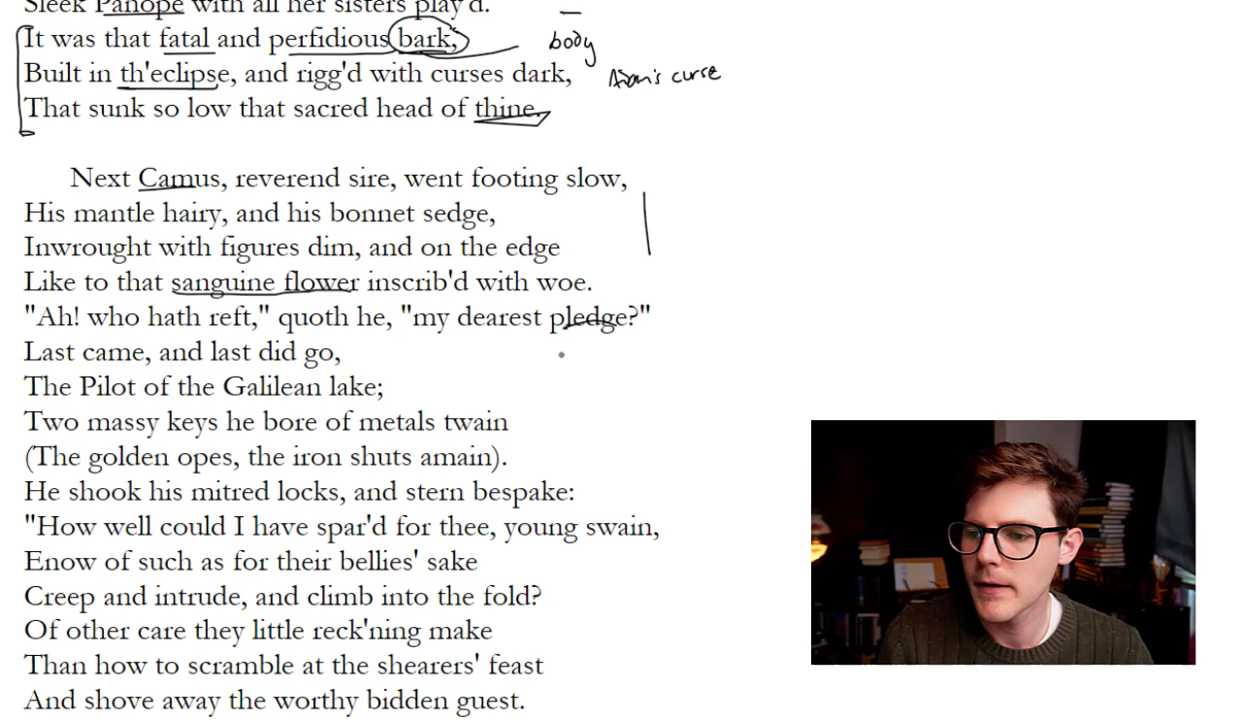 Sleek Panope with all her sisters play'd.
It was that fatal and perfidious bark,
body
Built in th'eclipse, and rigg'd with curses dark,
Adam's curse
That sunk so low that sacred head of thine.
Next Camus, reverend sire, went footing slow,
His mantle hairy, and his bonnet sedge,
Inwrought with figures dim, and on the edge
Like to that sanguine flower inscrib'd with woe.
"Ah! who hath reft," quoth he, "my dearest pledge?"
Last came, and last did go,
The Pilot of the Galilean lake;
Two massy keys he bore of metals twain
(The golden opes, the iron shuts amain).
He shook his mitred locks, and stern bespake:
"How well could I have spar'd for thee, young swain,
Enow of such as for their bellies' sake
Creep and intrude, and climb into the fold?
Of other care they little reck'ning make
Than how to scramble at the shearers' feast
And shove away the worthy bidden guest.